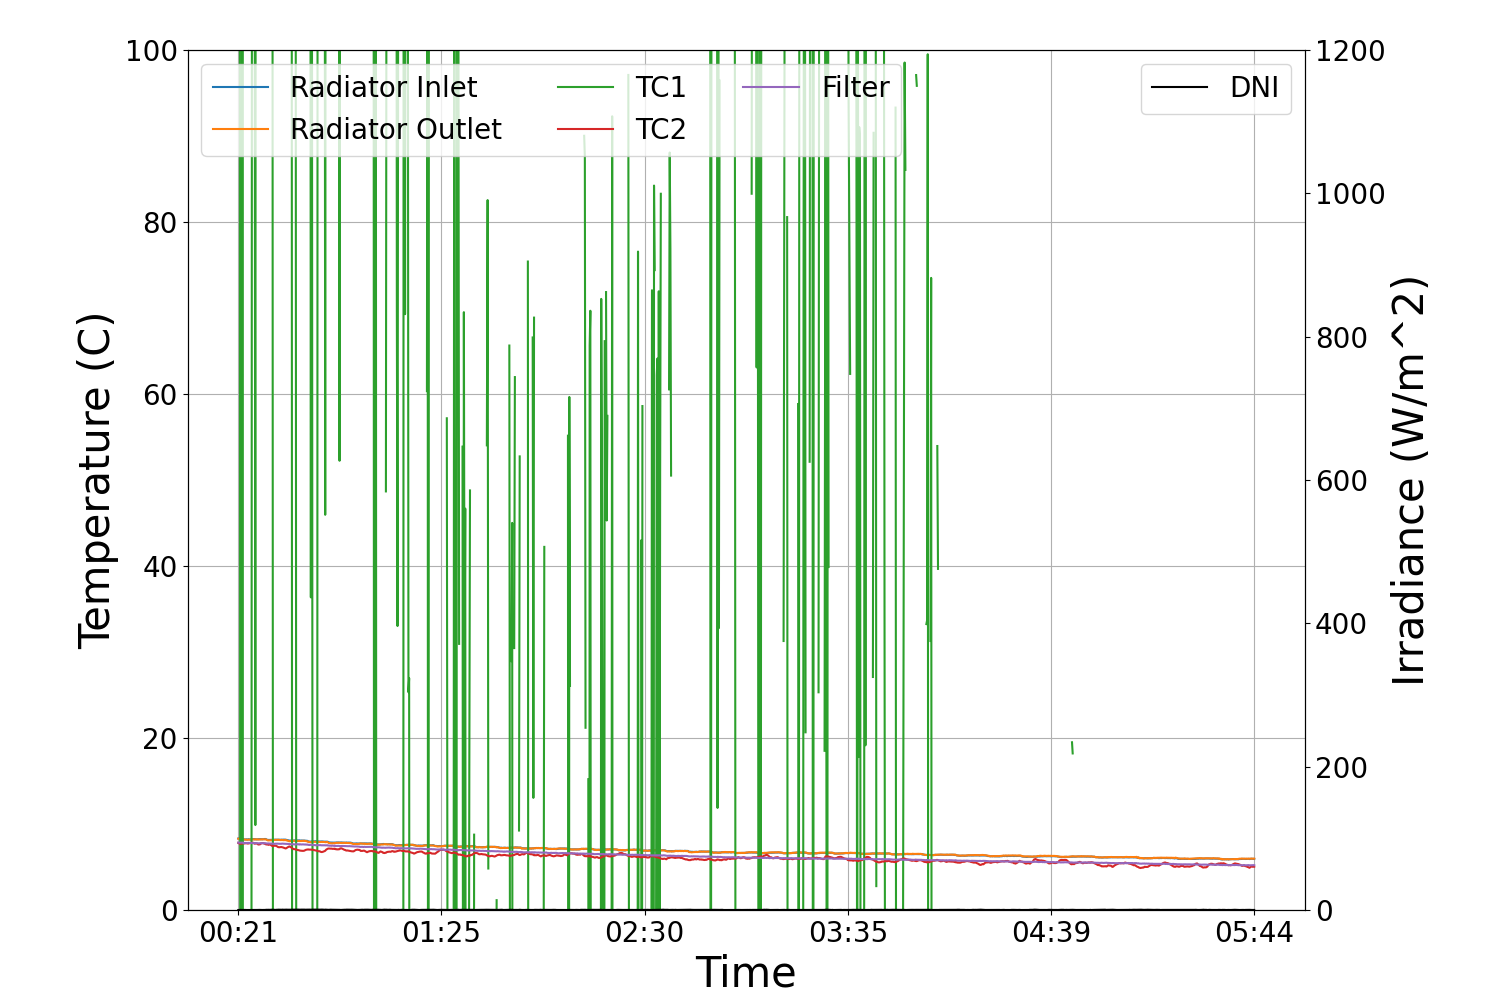 Radiator Inlet
Radiator Outlet
TC1
TC2
Filter
DNI
Temperature (C)
100
80
60
40
20
0
1200
1000
800
600
400
200
0
Irradiance (W/m^2)
00:21 01:25 02:30 03:35 04:39 05:44
Time